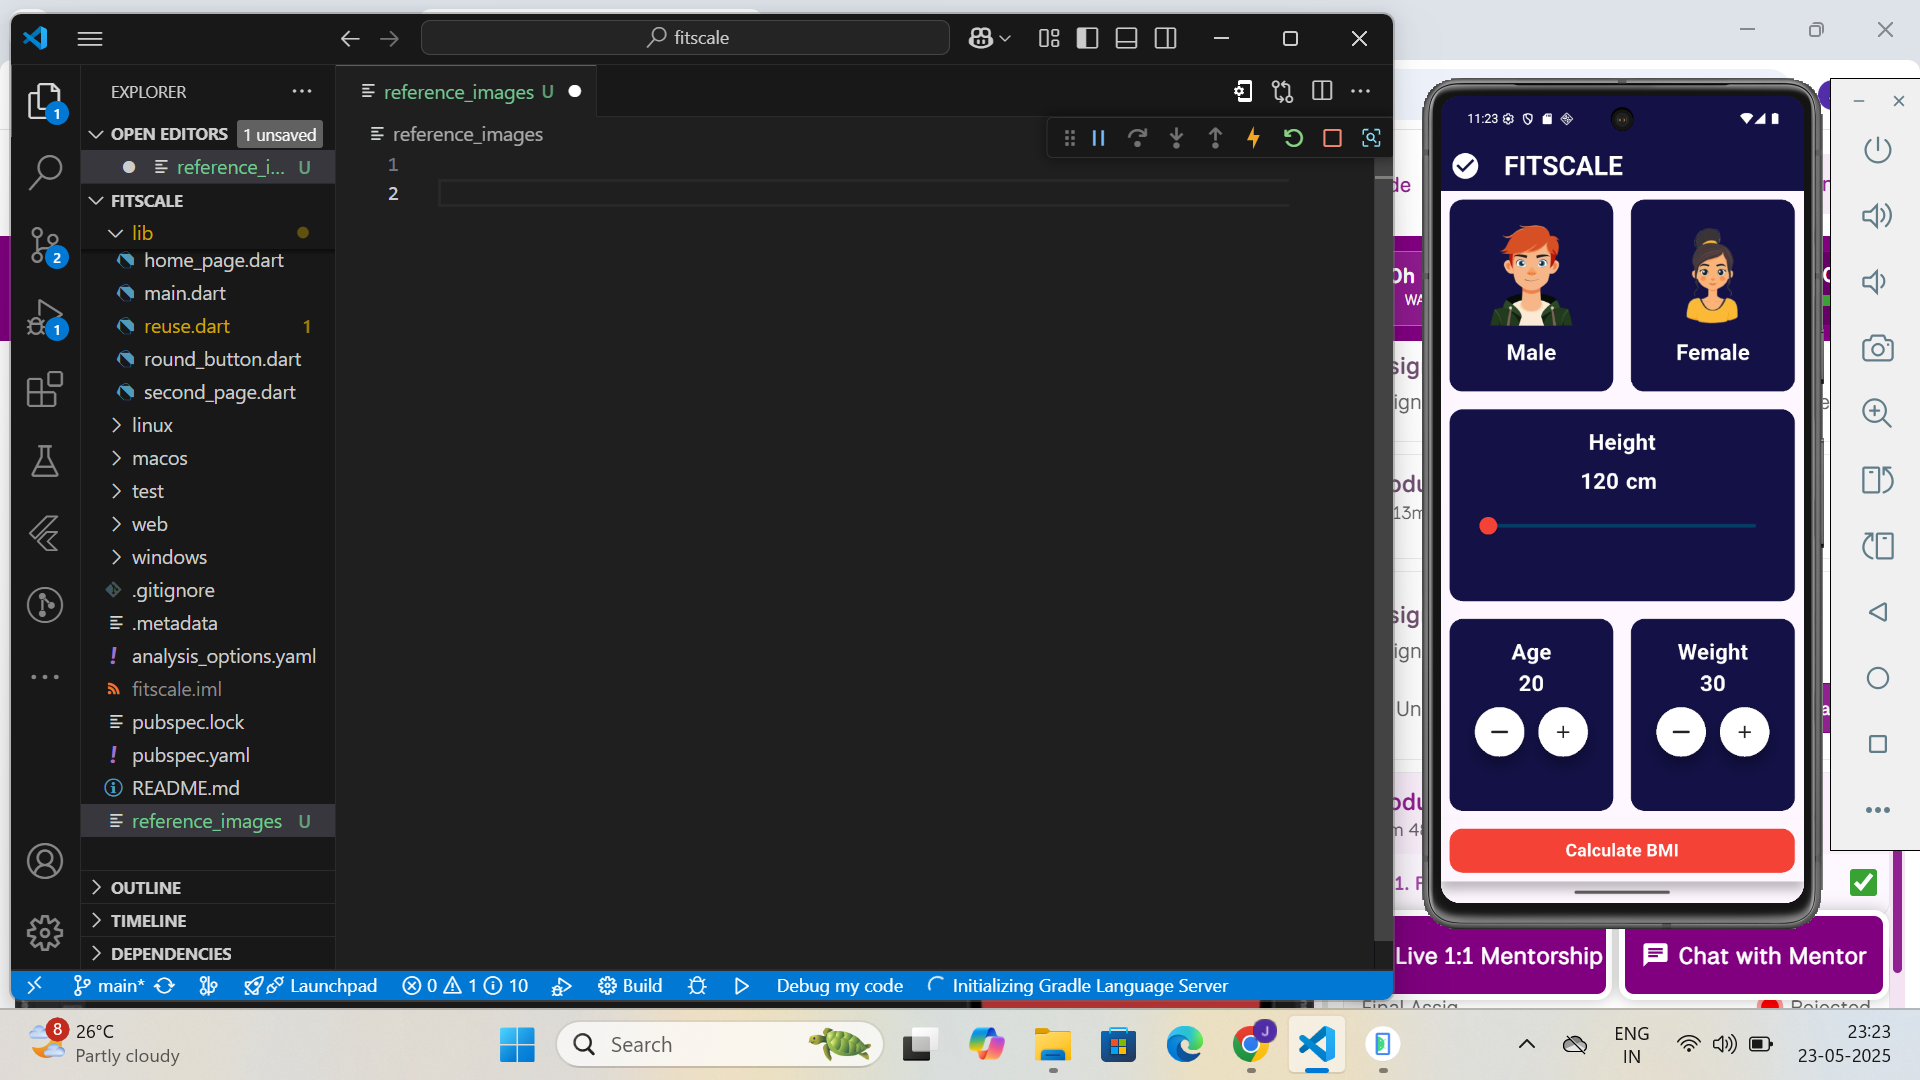 fitscale
EXPLORER
OPEN EDITORS 1 unsaved
reference_i... U
FITSCALE
lib
home_page.dart
main.dart
reuse.dart 1
round_button.dart
second_page.dart
linux
macos
test
web
windows
.gitignore
.metadata
analysis_options.yaml
fitscale.iml
pubspec.lock
pubspec.yaml
README.md
reference_images U
OUTLINE
TIMELINE
DEPENDENCIES
1
2
1
reference_images U
reference_images
1
2
main* Launchpad 0 1 10 Build Debug my code Initializing Gradle Language Server
11:23
FITSCALE
Male Female
Height
120 cm
Age Weight
20 30
Calculate BMI
Live 1:1 Mentorship Chat with Mentor
8 26°C
Partly cloudy
Search
J
ENG
IN
23:23
23-05-2025